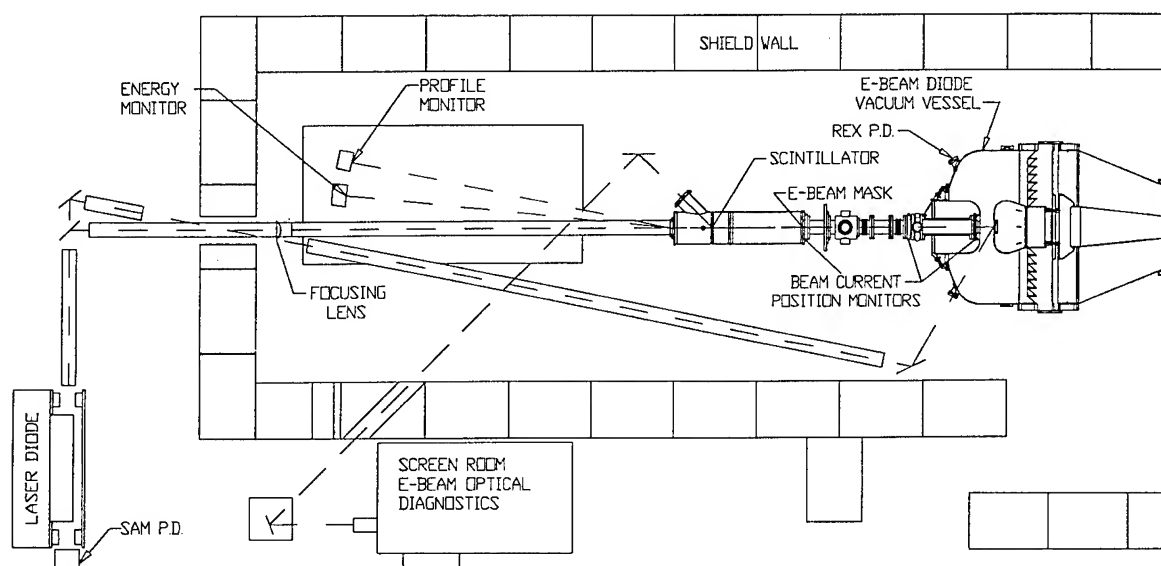 SHIELD WALL
E-BEAM DIODE
VACUUM VESSEL
ENERGY
MONITOR
PROFILE
MONITOR
REX P.D.
SCINTILLATOR
E-BEAM MASK
FOCUSING
LENS
BEAM CURRENT
POSITION MONITORS
LASER DIODE
SCREEN ROOM
E-BEAM OPTICAL
DIAGNOSTICS
SAM P.D.